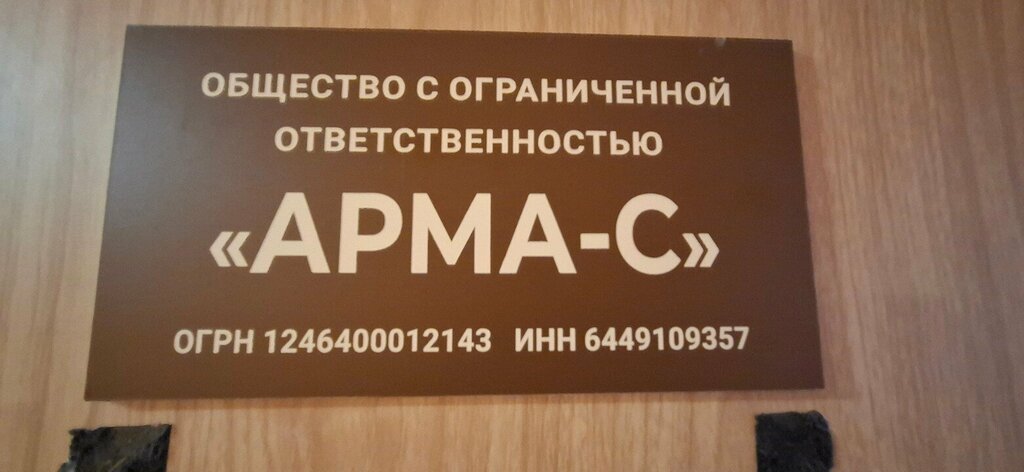 ОБЩЕСТВО С ОГРАНИЧЕННОЙ
ОТВЕТСТВЕННОСТЬЮ
«АРМА-С»
ОГРН 1246400012143 ИНН 6449109357